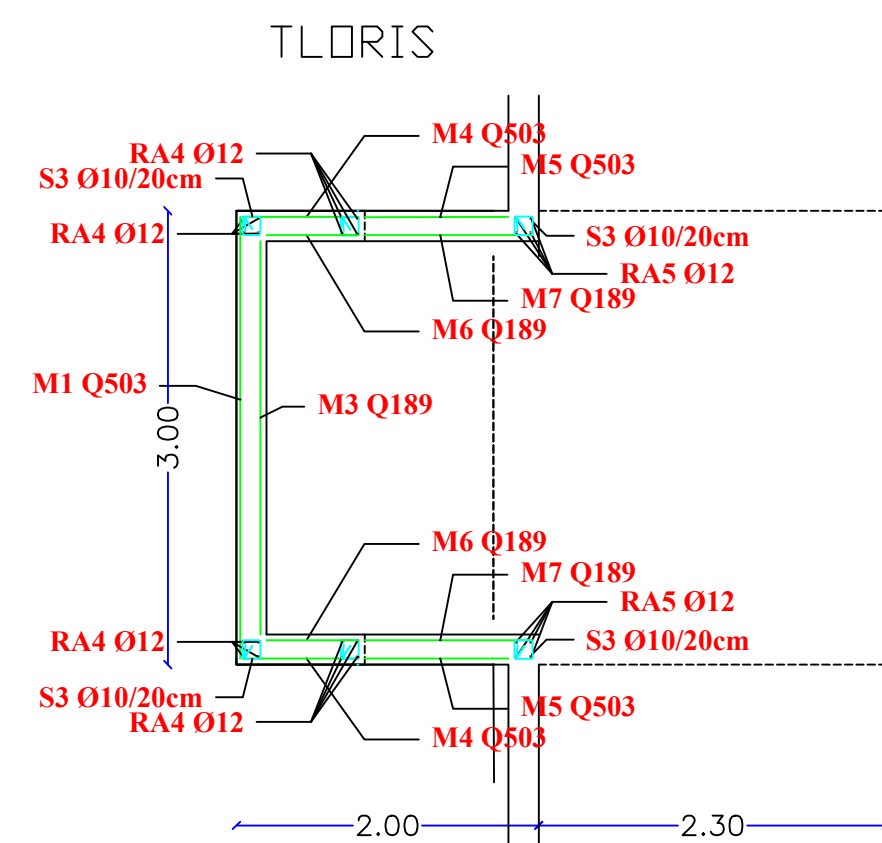 TLORIS
M4 Q503
RA4 Ø12
M5 Q503
S3 Ø10/20cm
RA4 Ø12
S3 Ø10/20cm
RA5 Ø12
M7 Q189
M6 Q189
M1 Q503
M3 Q189
3.00
M6 Q189
M7 Q189
RA5 Ø12
RA4 Ø12
S3 Ø10/20cm
S3 Ø10/20cm
M5 Q503
RA4 Ø12
M4 Q503
2.00
2.30